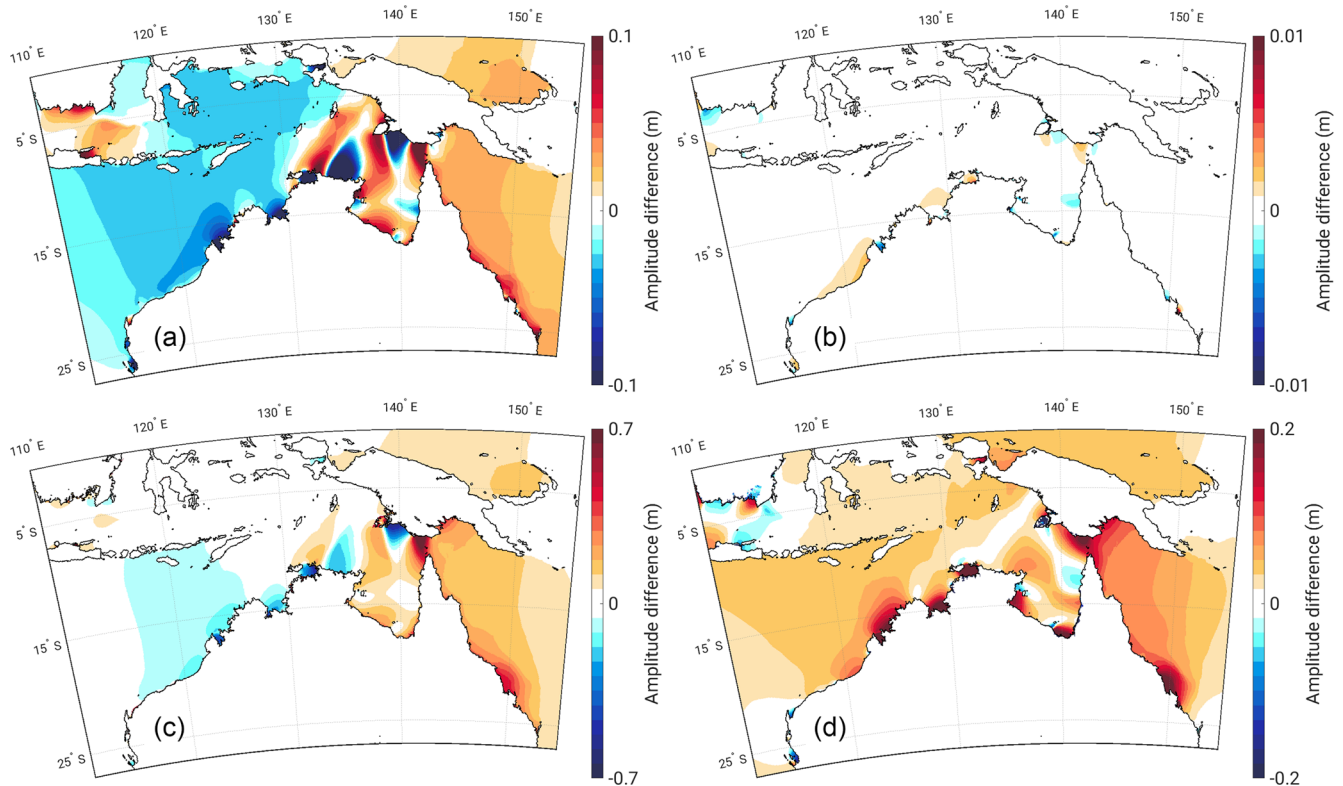 110° E
120° E
130° E
140° E
150° E
5° S
15° S
25° S
(a)
0.1
0
-0.1
Amplitude difference (m)
110° E
120° E
130° E
140° E
150° E
5° S
15° S
25° S
(b)
0.01
0
-0.01
Amplitude difference (m)
110° E
120° E
130° E
140° E
150° E
5° S
15° S
25° S
(c)
0.7
0
-0.7
Amplitude difference (m)
110° E
120° E
130° E
140° E
150° E
5° S
15° S
25° S
(d)
0.2
0
-0.2
Amplitude difference (m)